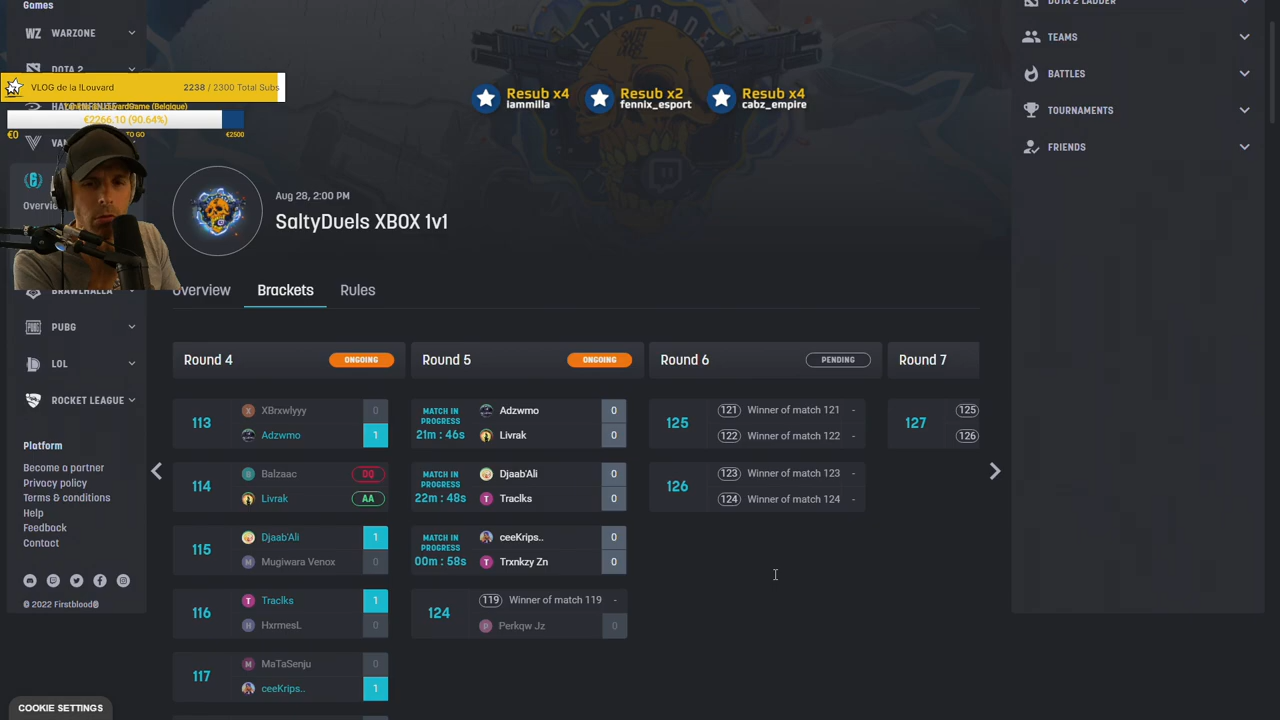 Games
WARZONE
DOTA 2
VLOG de la !Louvard
2238 / 2300 Total Subs
€2266.10 (90.64%)
€0
TO GO
€2500
Overview
BRAWLHALLA
PUBG
LOL
ROCKET LEAGUE
Platform
Become a partner
Privacy policy
Terms & conditions
Help
Feedback
Contact
© 2022 Firstblood®
COOKIE SETTINGS
SALTY ACADEMY
Resub x4
iammilla
Resub x2
fennix_esport
Resub x4
cabz_empire
Aug 28, 2:00 PM
SaltyDuels XBOX 1v1
Overview
Brackets
Rules
Round 4
ONGOING
113
XBrxwlyyy 0
Adzwmo 1
114
Balzaac DQ
Livrak AA
115
Djaab'Ali 1
Mugiwara Venox 0
116
Traclks 1
HxrmesL 0
117
MaTaSenju 0
ceeKrips.. 1
Round 5
ONGOING
MATCH IN
PROGRESS
21m : 46s
Adzwmo 0
Livrak 0
MATCH IN
PROGRESS
22m : 48s
Djaab'Ali 0
Traclks 0
MATCH IN
PROGRESS
00m : 58s
ceeKrips.. 0
Trxnkzy Zn 0
124
119 Winner of match 119 -
Perkqw Jz 0
Round 6
PENDING
125
121 Winner of match 121 -
122 Winner of match 122 -
126
123 Winner of match 123 -
124 Winner of match 124 -
Round 7
127
125
126
DOTA 2 LADDER
TEAMS
BATTLES
TOURNAMENTS
FRIENDS